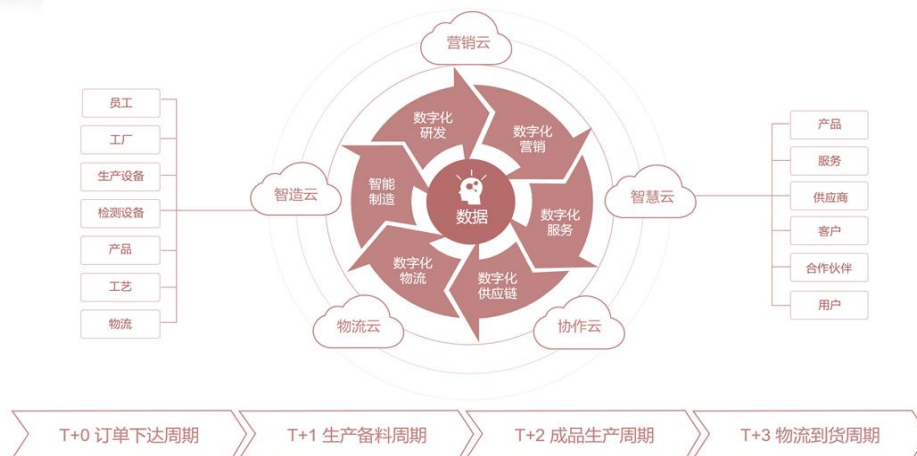 营销云
员工
工厂
生产设备
检测设备
产品
工艺
物流
智造云
数字化
研发
数字化
营销
智能
制造
数据
数字化
服务
数字化
物流
数字化
供应链
智慧云
物流云
协作云
产品
服务
供应商
客户
合作伙伴
用户
T+0 订单下达周期
T+1 生产备料周期
T+2 成品生产周期
T+3 物流到货周期